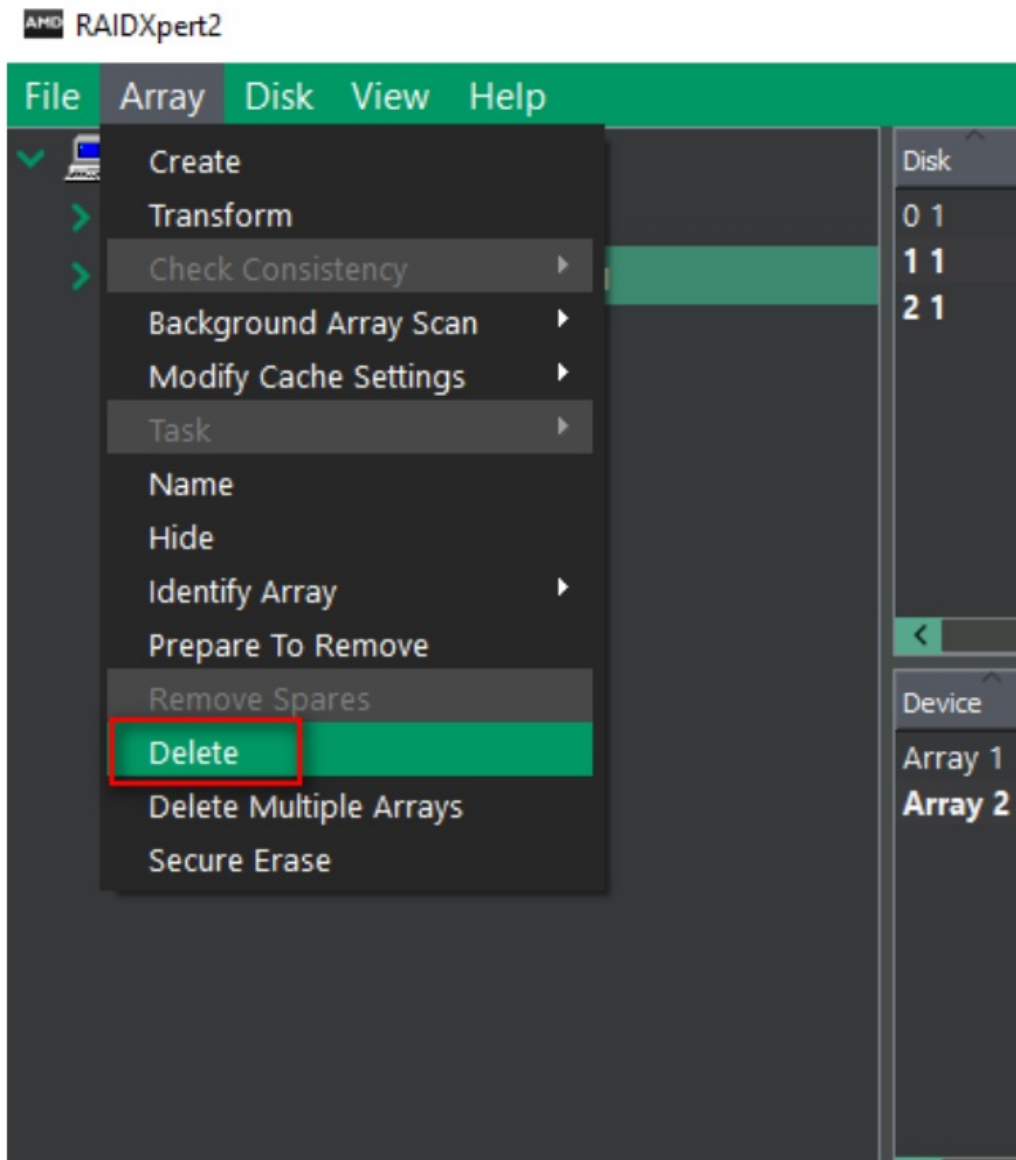 AMD RAIDXpert2
File Array Disk View Help
Create
Transform
Check Consistency
Background Array Scan
Modify Cache Settings
Task
Name
Hide
Identify Array
Prepare To Remove
Remove Spares
Delete
Delete Multiple Arrays
Secure Erase
Disk
0 1
1 1
2 1
Device
Array 1
Array 2